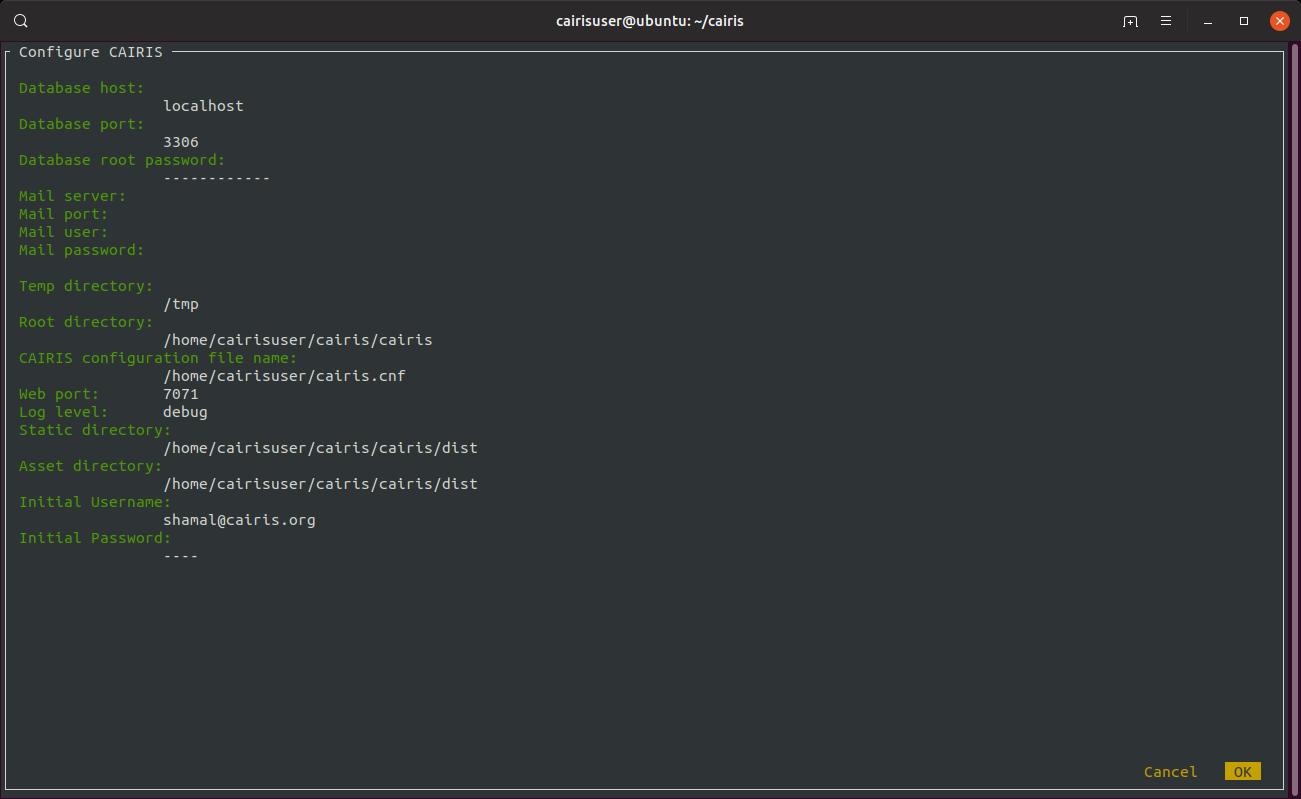 cairisuser@ubuntu: ~/cairis
Configure CAIRIS
Database host:
localhost
Database port:
3306
Database root password:
------------
Mail server:
Mail port:
Mail user:
Mail password:
Temp directory:
/tmp
Root directory:
/home/cairisuser/cairis/cairis
CAIRIS configuration file name:
/home/cairisuser/cairis.cnf
Web port: 7071
Log level: debug
Static directory:
/home/cairisuser/cairis/cairis/dist
Asset directory:
/home/cairisuser/cairis/cairis/dist
Initial Username:
shamal@cairis.org
Initial Password:
----
Cancel OK